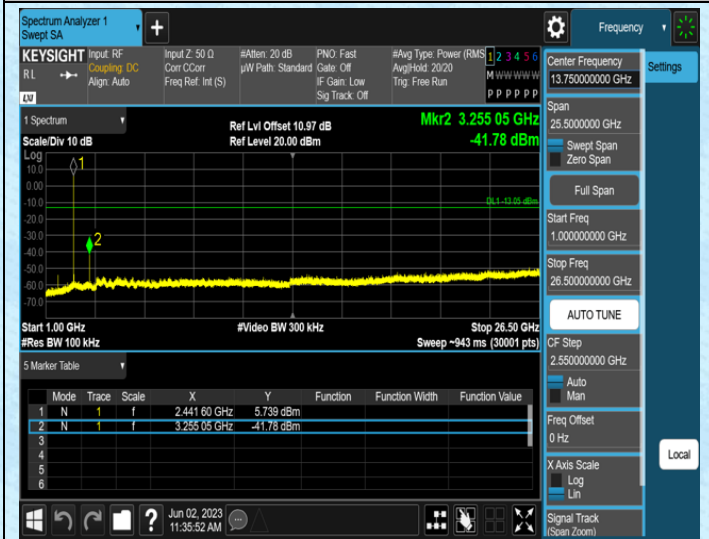 Spectrum Analyzer 1
Swept SA
+
Frequency
KEYSIGHT
RL
LXI
Input: RF
Coupling: DC
Align: Auto
Input Z: 50 Ω
Corr CCorr
Freq Ref: Int (S)
#Atten: 20 dB
µW Path: Standard
PNO: Fast
Gate: Off
IF Gain: Low
Sig Track: Off
#Avg Type: Power (RMS
Avg|Hold: 20/20
Trig: Free Run
1 2 3 4 5 6
M W W W W W
P P P P P P
1 Spectrum
Scale/Div 10 dB
Ref Lvl Offset 10.97 dB
Ref Level 20.00 dBm
Mkr2 3.255 05 GHz
-41.78 dBm
Log
10.0
0.00
-10.0
-20.0
-30.0
-40.0
-50.0
-60.0
-70.0
1
2
DL1 -13.05 dBm
Start 1.00 GHz
#Res BW 100 kHz
#Video BW 300 kHz
Stop 26.50 GHz
Sweep ~943 ms (30001 pts)
5 Marker Table
Mode Trace Scale X Y Function Function Width Function Value
1 N 1 f 2.441 60 GHz 5.739 dBm
2 N 1 f 3.255 05 GHz -41.78 dBm
3
4
5
6
?
Jun 02, 2023
11:35:52 AM
Center Frequency
13.750000000 GHz
Settings
Span
25.5000000 GHz
Swept Span
Zero Span
Full Span
Start Freq
1.000000000 GHz
Stop Freq
26.500000000 GHz
AUTO TUNE
CF Step
2.550000000 GHz
Auto
Man
Freq Offset
0 Hz
Local
X Axis Scale
Log
Lin
Signal Track
(Span Zoom)